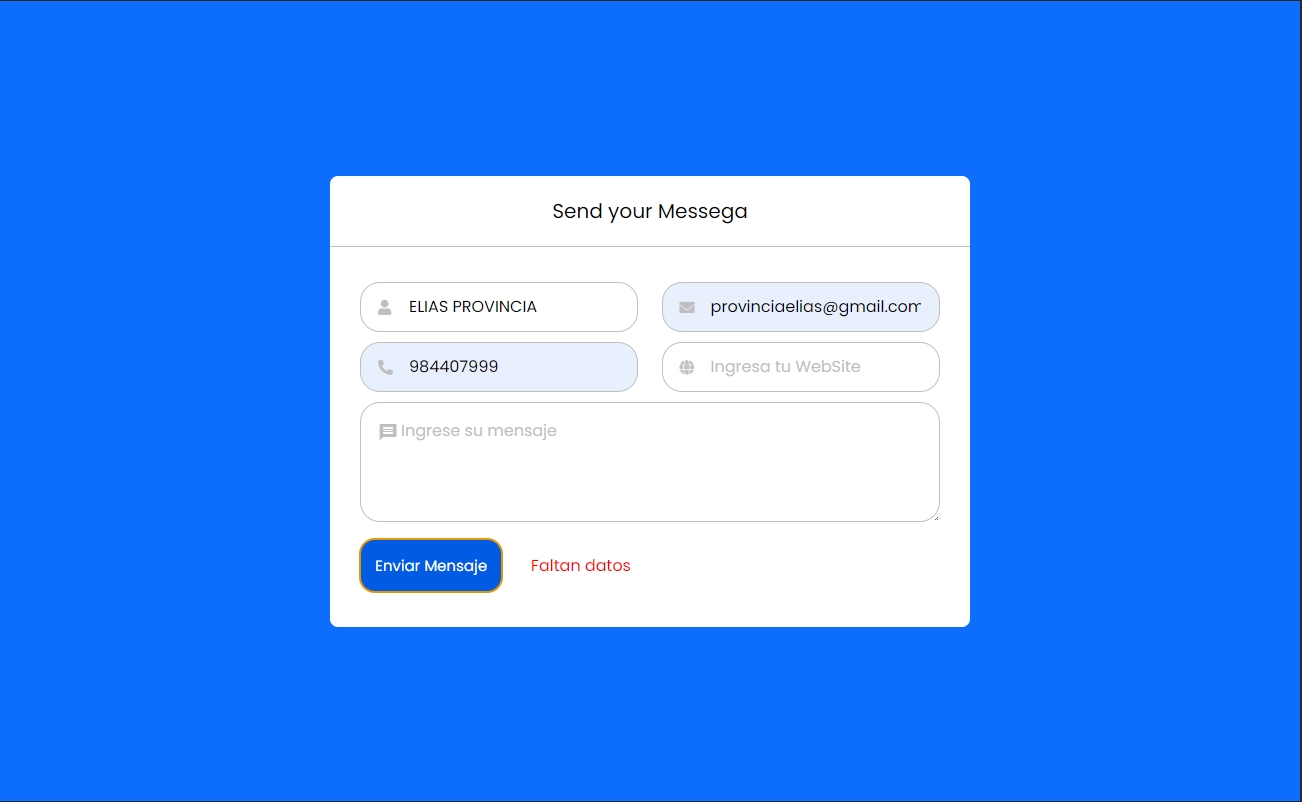 Send your Messega
ELIAS PROVINCIA
provinciaelias@gmail.com
984407999
Ingresa tu WebSite
Ingrese su mensaje
Enviar Mensaje
Faltan datos